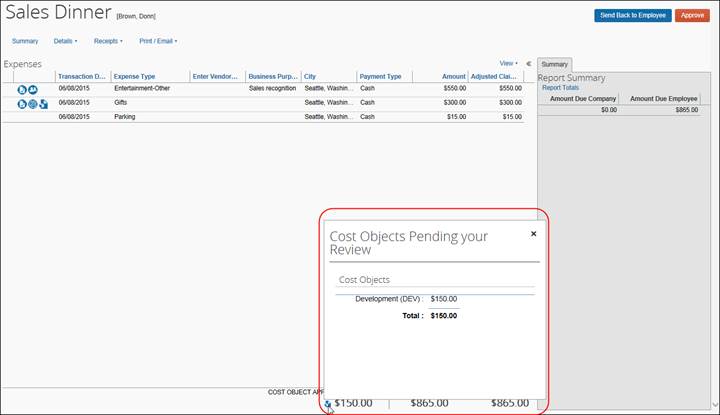 Sales Dinner [Brown, Donn]
Send Back to Employee
Approve
Summary Details Receipts Print / Email
Expenses
View
Transaction D... Expense Type Enter Vendor... Business Purp... City Payment Type Amount Adjusted Clai...
06/08/2015 Entertainment-Other Sales recognition Seattle, Washin... Cash $550.00 $550.00
06/08/2015 Gifts Seattle, Washin... Cash $300.00 $300.00
06/08/2015 Parking Seattle, Washin... Cash $15.00 $15.00
Summary
Report Summary
Report Totals
Amount Due Company Amount Due Employee
$0.00 $865.00
Cost Objects Pending your
Review
Cost Objects
Development (DEV) : $150.00
Total : $150.00
COST OBJECT APP
$150.00 $865.00 $865.00